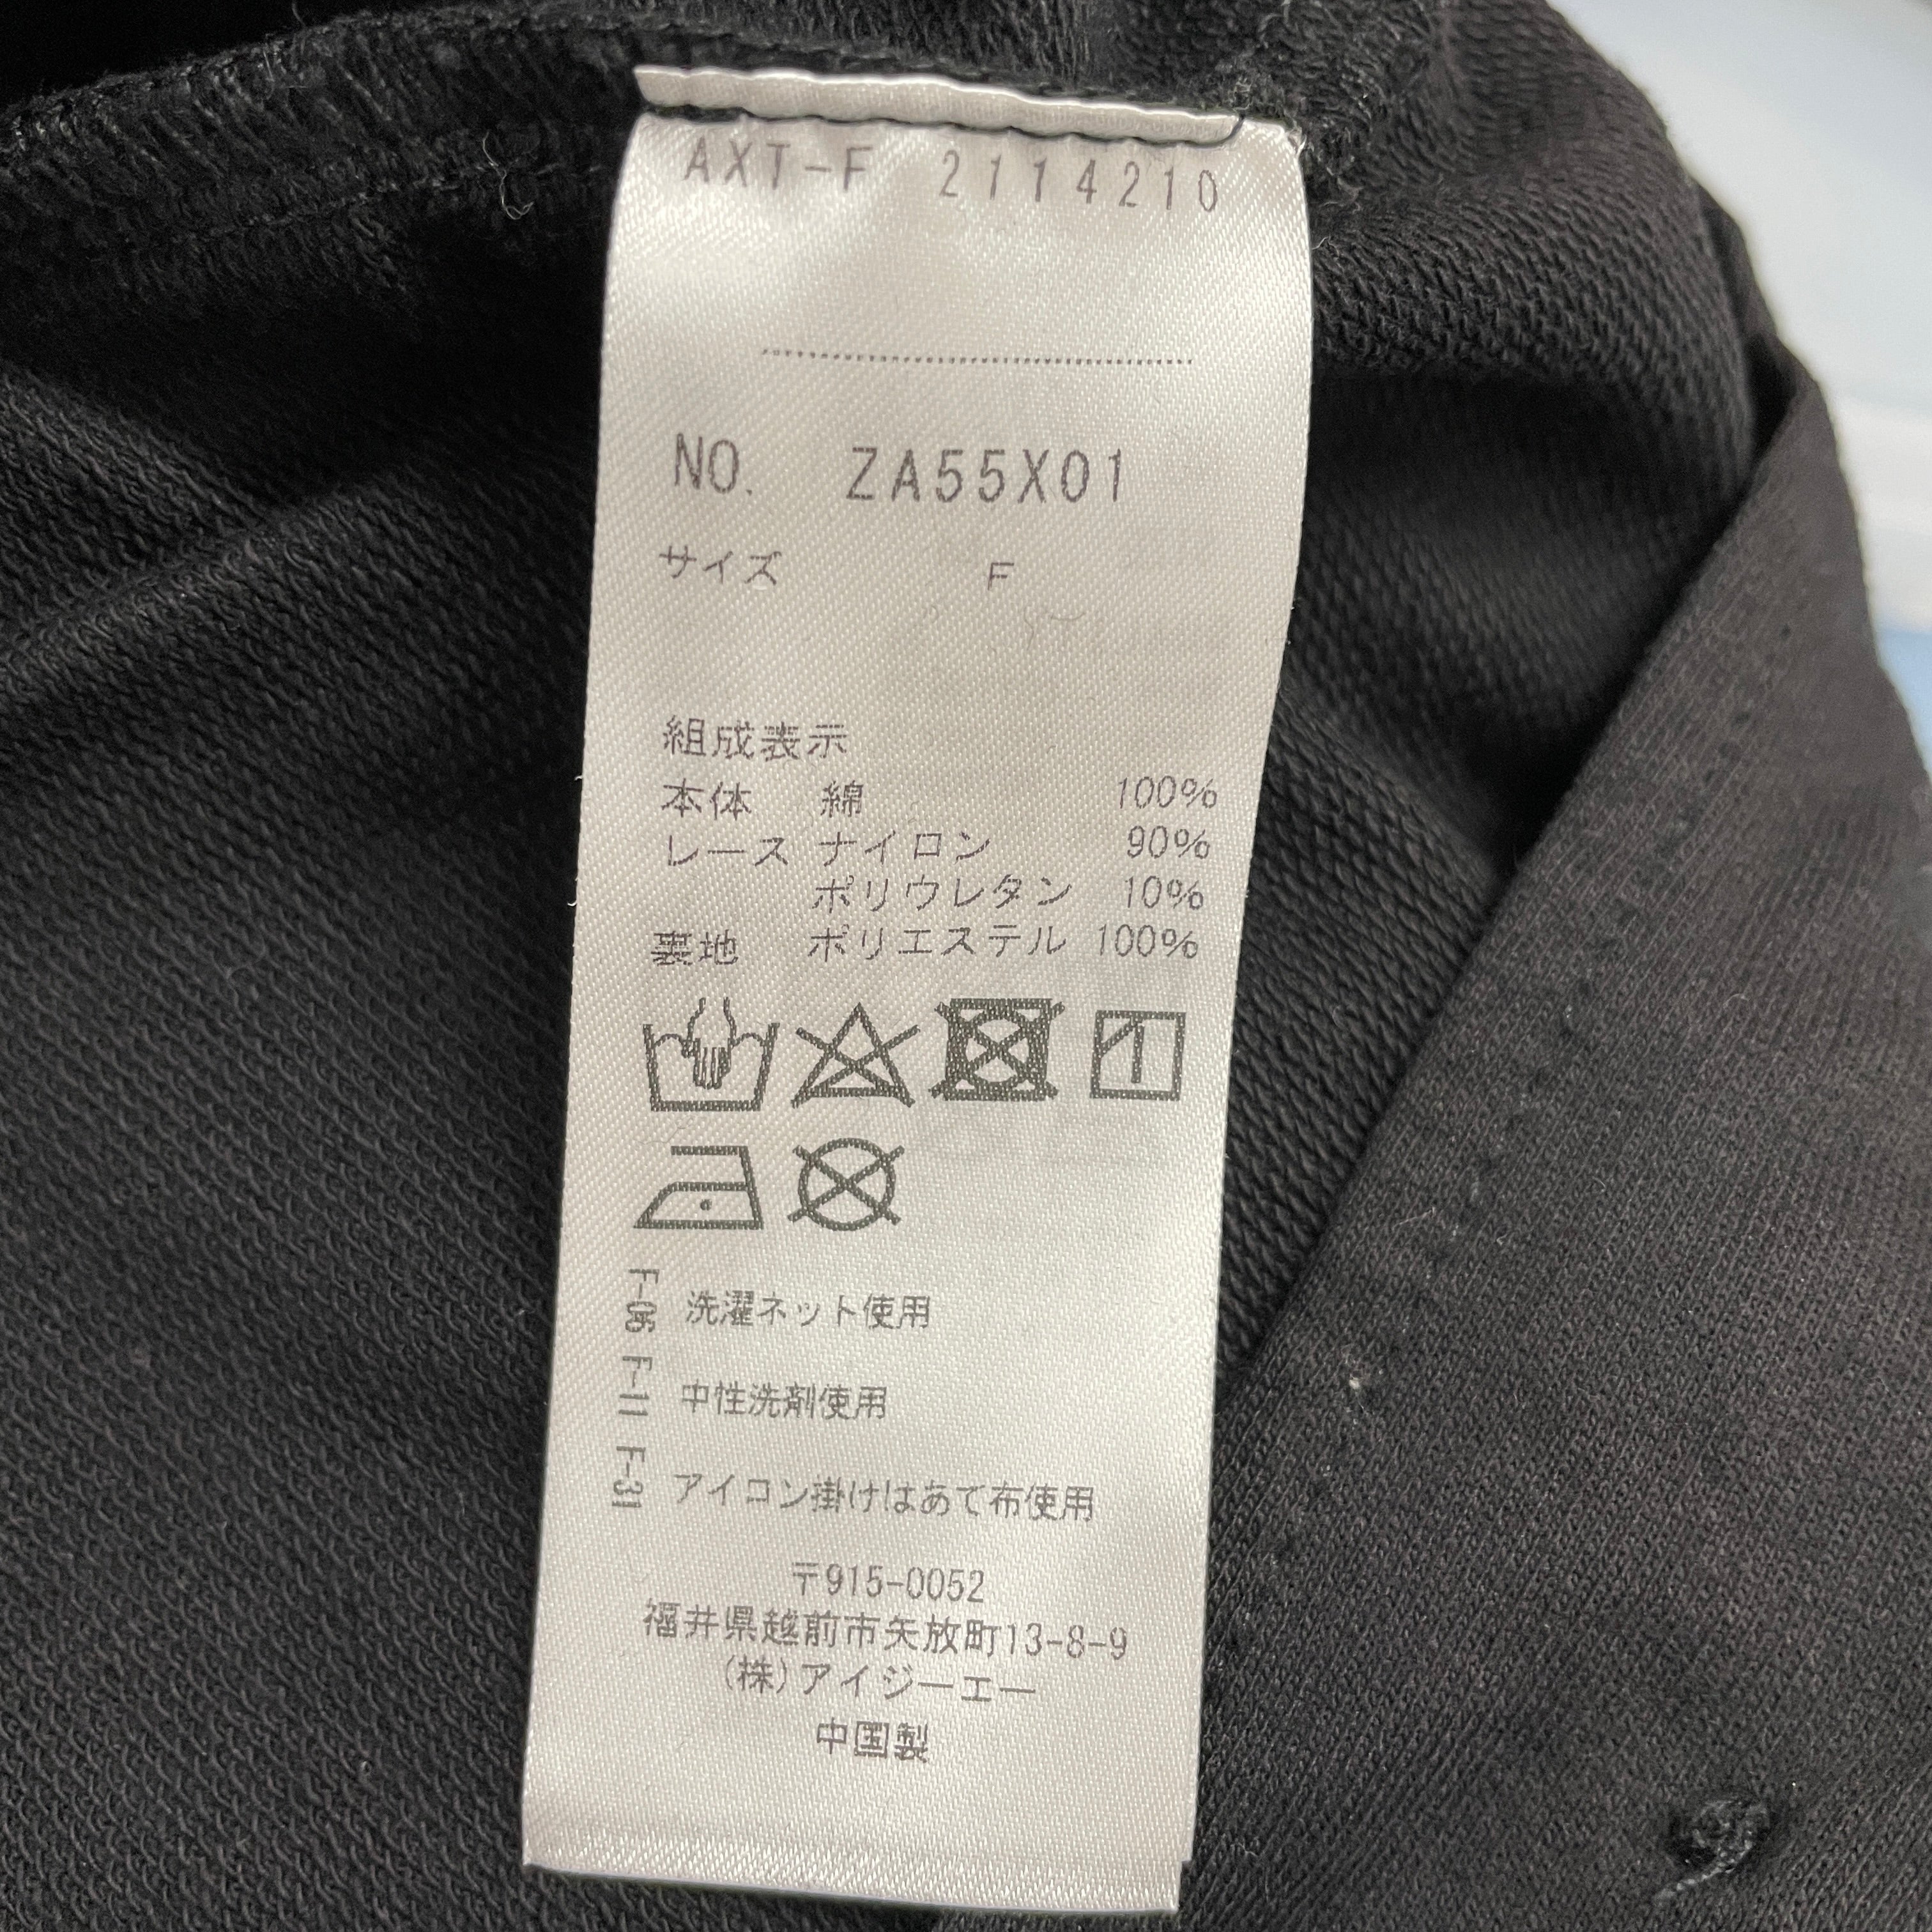 AXT-F 2114210
NO. ZA55X01
サイズ F
組成表示
本体 綿 100%
レース ナイロン 90%
ポリウレタン 10%
裏地 ポリエステル 100%
F-06 洗濯ネット使用
F-11 中性洗剤使用
F-31 アイロン掛けはあて布使用
〒915-0052
福井県越前市矢放町13-8-9
(株)アイジーエー
中国製